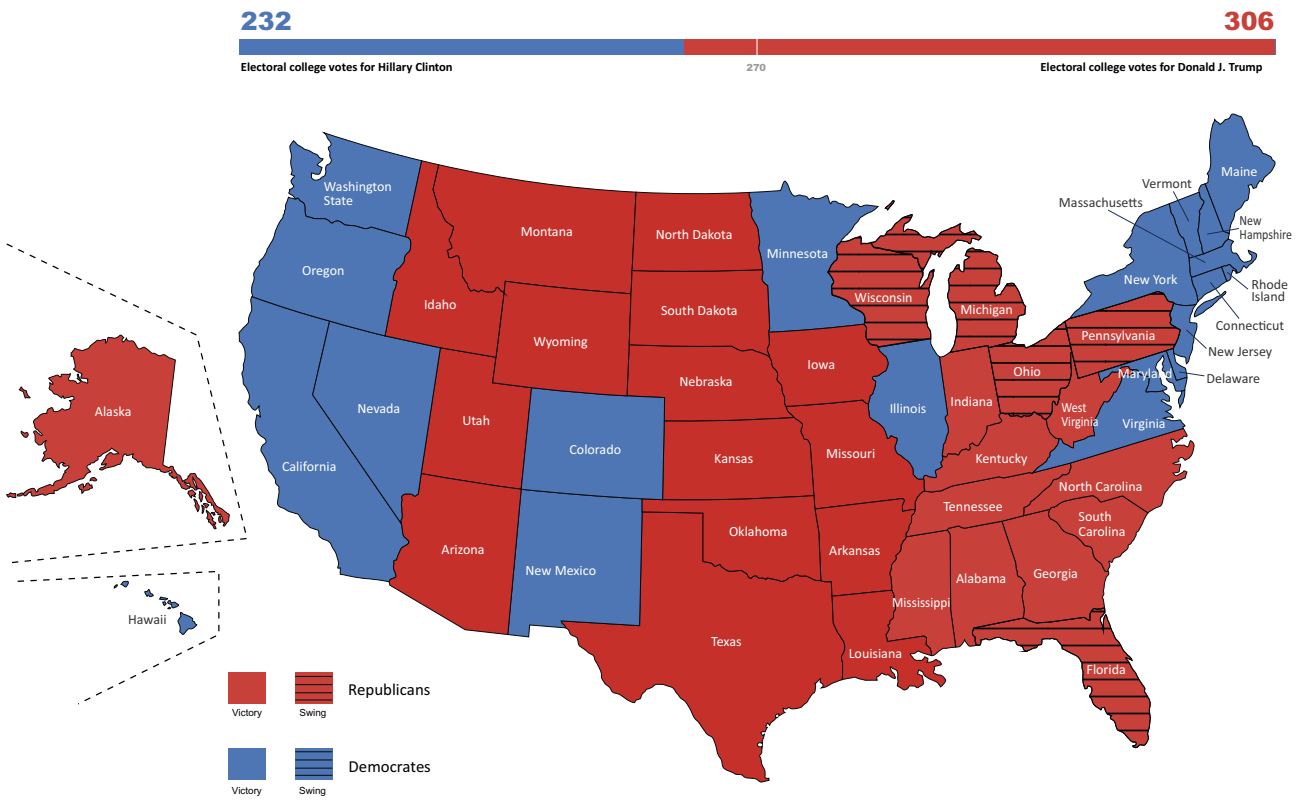 232
306
Electoral college votes for Hillary Clinton
270
Electoral college votes for Donald J. Trump
Maine
Vermont
Massachusetts
New
Hampshire
Washington
State
Montana
North Dakota
Minnesota
Oregon
New York
Rhode
Island
Idaho
South Dakota
Wisconsin
Michigan
Connecticut
Pennsylvania
Wyoming
New Jersey
Iowa
Ohio
Maryland
Delaware
Nebraska
Alaska
Nevada
Utah
Illinois
Indiana
West
Virginia
Virginia
Colorado
California
Kansas
Missouri
Kentucky
North Carolina
Tennessee
South
Carolina
Oklahoma
Arizona
Arkansas
New Mexico
Alabama
Georgia
Mississippi
Hawaii
Texas
Louisiana
Florida
Republicans
Victory
Swing
Democrates
Victory
Swing